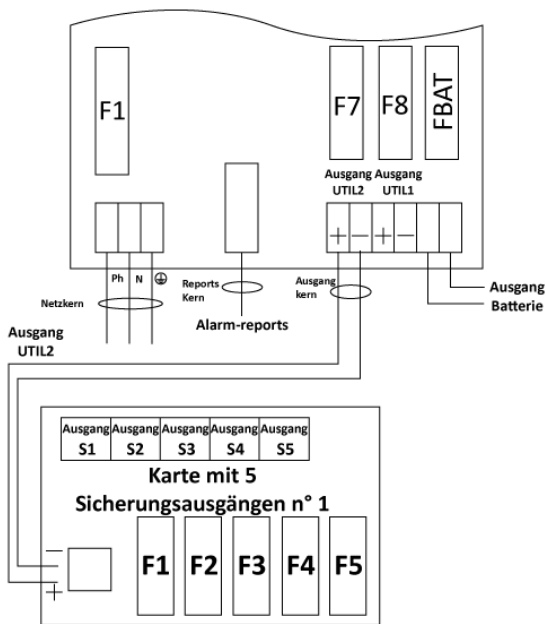 F1
F7
F8
FBAT
Ausgang Ausgang
UTIL2 UTIL1
+ − + −
Ph N
Netzkern
Reports
Kern
Alarm-reports
Ausgang
kern
Ausgang
Batterie
Ausgang
UTIL2
Ausgang Ausgang Ausgang Ausgang Ausgang
S1 S2 S3 S4 S5
Karte mit 5
Sicherungsausgängen n° 1
−
+
F1 F2 F3 F4 F5